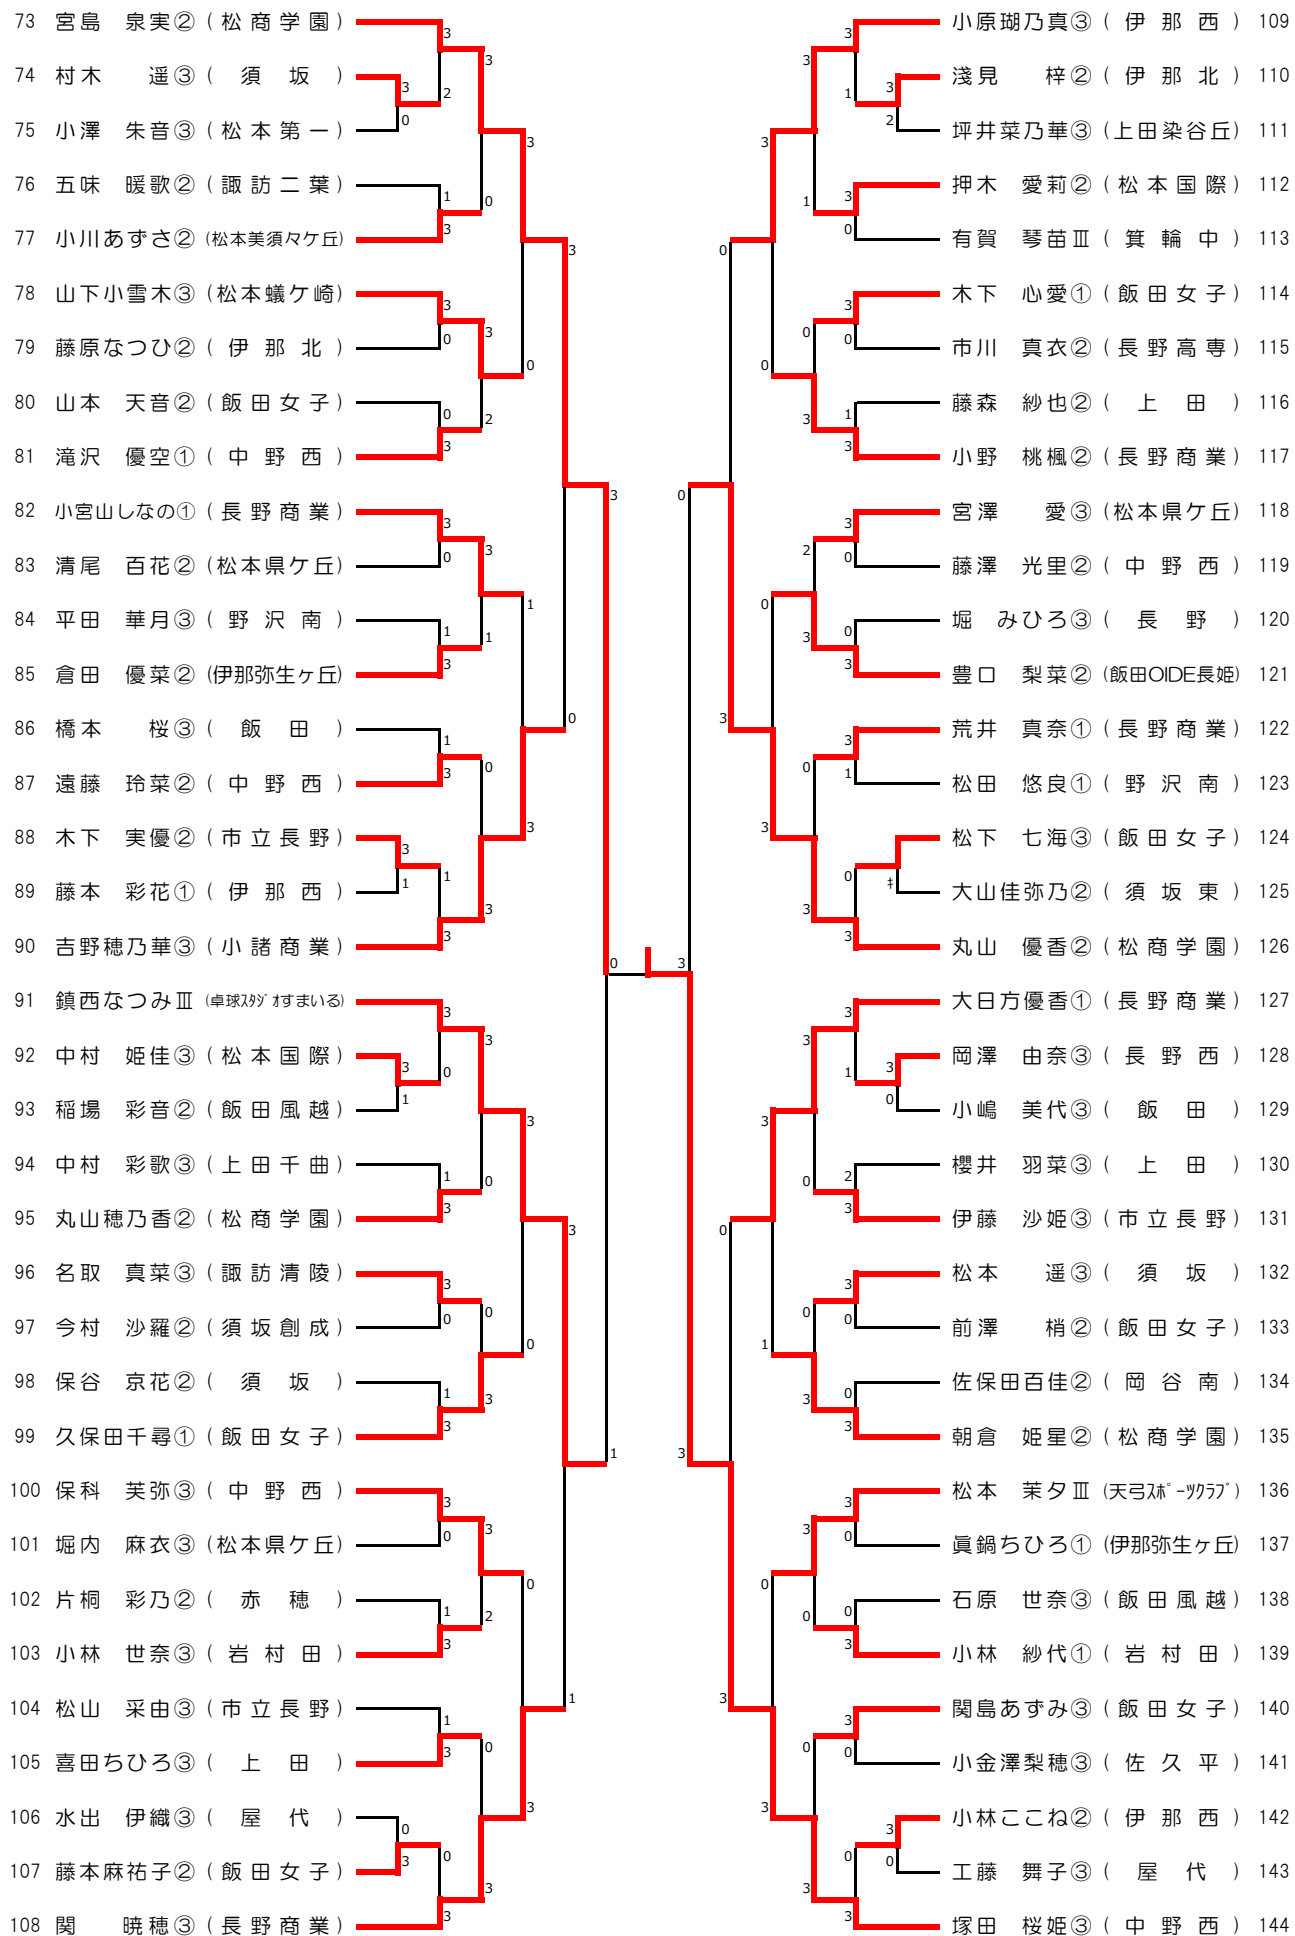 73 宮島 泉実② (松商学園)
74 村木 遥③ (須坂)
75 小澤 朱音③ (松本第一)
76 五味 暖歌② (諏訪二葉)
77 小川あずさ② (松本美須々ケ丘)
78 山下小雪木③ (松本蟻ケ崎)
79 藤原なつひ② (伊那北)
80 山本 天音② (飯田女子)
81 滝沢 優空① (中野西)
82 小宮山しなの① (長野商業)
83 清尾 百花② (松本県ケ丘)
84 平田 華月③ (野沢南)
85 倉田 優菜② (伊那弥生ヶ丘)
86 橋本 桜③ (飯田)
87 遠藤 玲菜② (中野西)
88 木下 実優② (市立長野)
89 藤本 彩花① (伊那西)
90 吉野穂乃華③ (小諸商業)
91 鎮西なつみⅢ (卓球ｽﾀｼﾞｵすまいる)
92 中村 姫佳③ (松本国際)
93 稲場 彩音② (飯田風越)
94 中村 彩歌③ (上田千曲)
95 丸山穂乃香② (松商学園)
96 名取 真菜③ (諏訪清陵)
97 今村 沙羅② (須坂創成)
98 保谷 京花② (須坂)
99 久保田千尋① (飯田女子)
100 保科 芙弥③ (中野西)
101 堀内 麻衣③ (松本県ケ丘)
102 片桐 彩乃② (赤穂)
103 小林 世奈③ (岩村田)
104 松山 采由③ (市立長野)
105 喜田ちひろ③ (上田)
106 水出 伊織③ (屋代)
107 藤本麻祐子② (飯田女子)
108 関 暁穂③ (長野商業)
小原瑚乃真③ (伊那西) 109
淺見 梓② (伊那北) 110
坪井菜乃華③ (上田染谷丘) 111
押木 愛莉② (松本国際) 112
有賀 琴苗Ⅲ (箕輪中) 113
木下 心愛① (飯田女子) 114
市川 真衣② (長野高専) 115
藤森 紗也② (上田) 116
小野 桃楓② (長野商業) 117
宮澤 愛③ (松本県ケ丘) 118
藤澤 光里② (中野西) 119
堀 みひろ③ (長野) 120
豊口 梨菜② (飯田OIDE長姫) 121
荒井 真奈① (長野商業) 122
松田 悠良① (野沢南) 123
松下 七海③ (飯田女子) 124
大山佳弥乃② (須坂東) 125
丸山 優香② (松商学園) 126
大日方優香① (長野商業) 127
岡澤 由奈③ (長野西) 128
小嶋 美代③ (飯田) 129
櫻井 羽菜③ (上田) 130
伊藤 沙姫③ (市立長野) 131
松本 遥③ (須坂) 132
前澤 梢② (飯田女子) 133
佐保田百佳② (岡谷南) 134
朝倉 姫星② (松商学園) 135
松本 茉夕Ⅲ (天弓ｽﾎﾟｰﾂｸﾗﾌﾞ) 136
眞鍋ちひろ① (伊那弥生ヶ丘) 137
石原 世奈③ (飯田風越) 138
小林 紗代① (岩村田) 139
関島あずみ③ (飯田女子) 140
小金澤梨穂③ (佐久平) 141
小林ここね② (伊那西) 142
工藤 舞子③ (屋代) 143
塚田 桜姫③ (中野西) 144